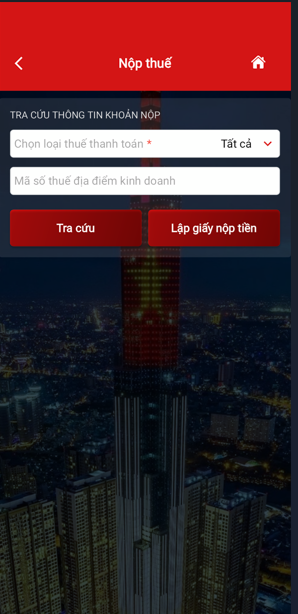 Nộp thuế
TRA CỨU THÔNG TIN KHOẢN NỘP
Chọn loại thuế thanh toán * Tất cả
Mã số thuế địa điểm kinh doanh
Tra cứu Lập giấy nộp tiền